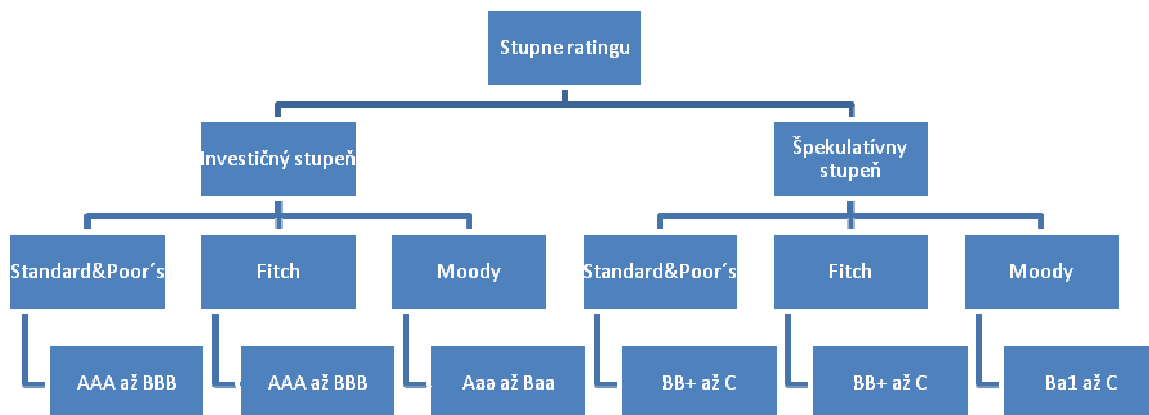 Stupne ratingu
Investičný stupeň
Špekulatívny
stupeň
Standard&Poor´s
Fitch
Moody
Standard&Poor´s
Fitch
Moody
AAA až BBB
AAA až BBB
Aaa až Baa
BB+ až C
BB+ až C
Ba1 až C